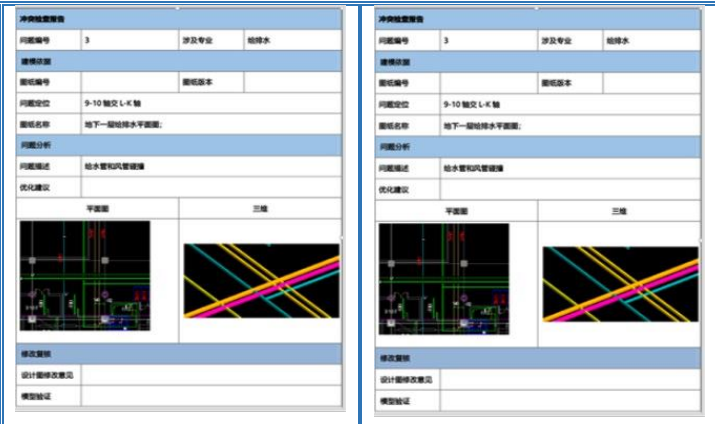 冲突检查报告
问题编号 3 涉及专业 给排水
建模依据
图纸编号 图纸版本
问题定位 9-10 轴交 L-K 轴
图纸名称 地下一层给排水平面图;
问题分析
问题描述 给水管和风管碰撞
优化建议
平面图 三维
修改复核
设计图修改意见
模型验证
冲突检查报告
问题编号 3 涉及专业 给排水
建模依据
图纸编号 图纸版本
问题定位 9-10 轴交 L-K 轴
图纸名称 地下一层给排水平面图;
问题分析
问题描述 给水管和风管碰撞
优化建议
平面图 三维
修改复核
设计图修改意见
模型验证